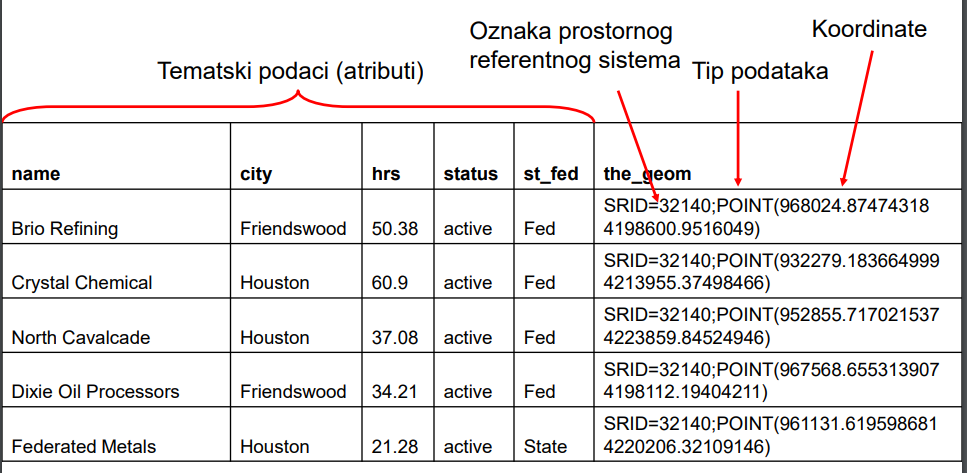 Oznaka prostornog
referentnog sistema
Koordinate
Tematski podaci (atributi)
Tip podataka
name city hrs status st_fed the_geom
Brio Refining Friendswood 50.38 active Fed SRID=32140;POINT(968024.87474318
4198600.9516049)
Crystal Chemical Houston 60.9 active Fed SRID=32140;POINT(932279.183664999
4213955.37498466)
North Cavalcade Houston 37.08 active Fed SRID=32140;POINT(952855.717021537
4223859.84524946)
Dixie Oil Processors Friendswood 34.21 active Fed SRID=32140;POINT(967568.655313907
4198112.19404211)
Federated Metals Houston 21.28 active State SRID=32140;POINT(961131.619598681
4220206.32109146)